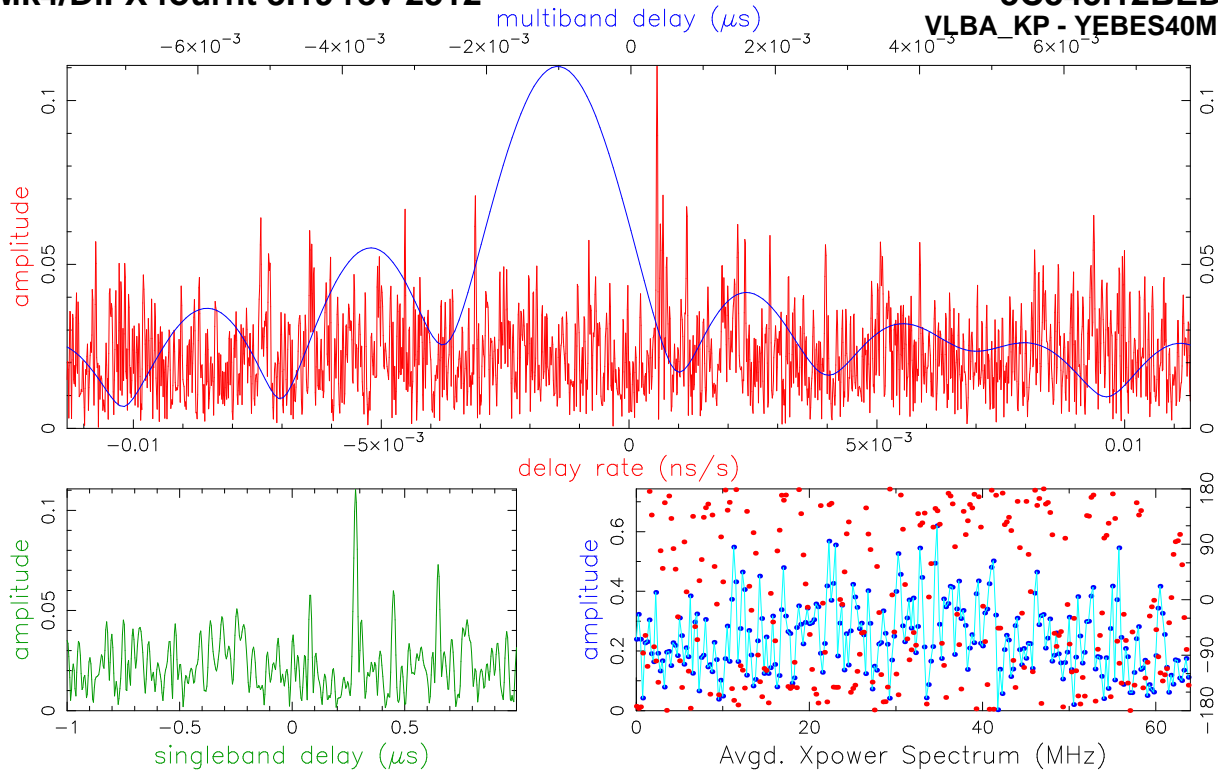 multiband delay (μs)
VLBA_KP - YEBES40M
−6×10⁻³ −4×10⁻³ −2×10⁻³ 0 2×10⁻³ 4×10⁻³ 6×10⁻³
amplitude
0.1 0.05 0
0.1 0.05 0
−0.01 −5×10⁻³ 0 5×10⁻³ 0.01
delay rate (ns/s)
amplitude
0.1 0.05 0
−1 −0.5 0 0.5
singleband delay (μs)
amplitude
0.6 0.4 0.2 0
180 90 0 −90 −180
0 20 40 60
Avgd. Xpower Spectrum (MHz)